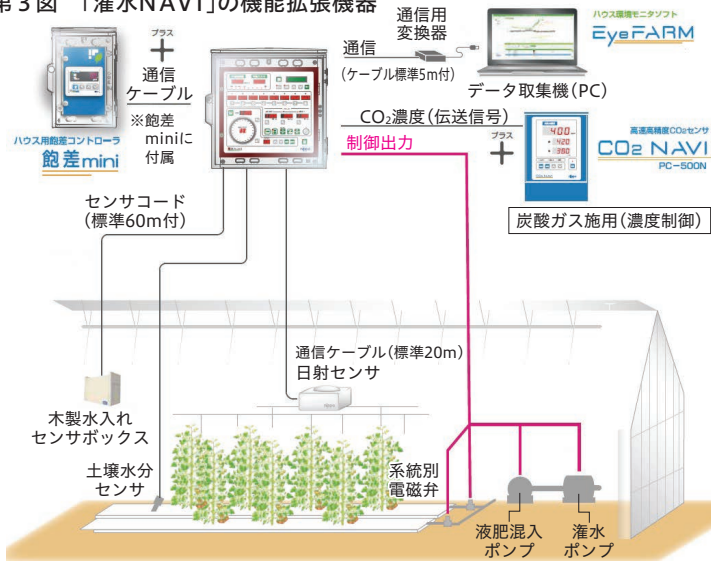 第3図 「灌水NAVI」の機能拡張機器
プラス
通信
ケーブル
※飽差
miniに
付属
ハウス用飽差コントローラ
飽差mini
通信
(ケーブル標準5m付)
通信用
変換器
データ取集機(PC)
ハウス環境モニタソフト
EyeFARM
CO₂濃度(伝送信号)
プラス
制御出力
400
420
380
高速高精度CO₂センサ
CO₂ NAVI
PC-500N
炭酸ガス施用(濃度制御)
センサコード
(標準60m付)
通信ケーブル(標準20m)
日射センサ
木製水入れ
センサボックス
土壌水分
センサ
系統別
電磁弁
液肥混入
ポンプ
灌水
ポンプ